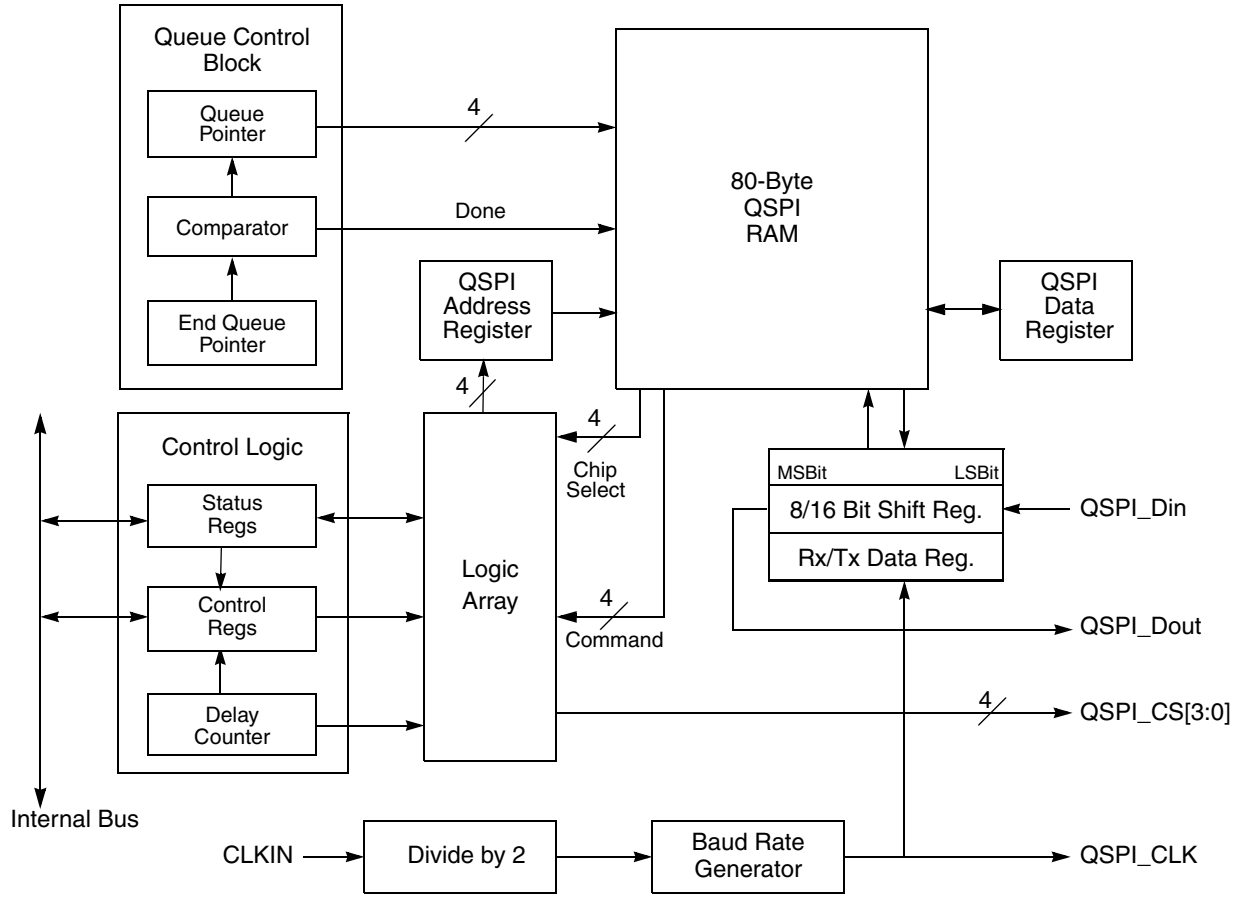 Queue Control
Block
Queue
Pointer
4
Comparator
Done
End Queue
Pointer
80-Byte
QSPI
RAM
QSPI
Address
Register
QSPI
Data
Register
4
4
Chip
Select
Control Logic
Status
Regs
Control
Regs
Delay
Counter
Logic
Array
4
Command
MSBit
LSBit
8/16 Bit Shift Reg.
Rx/Tx Data Reg.
QSPI_Din
QSPI_Dout
4
QSPI_CS[3:0]
Internal Bus
CLKIN
Divide by 2
Baud Rate
Generator
QSPI_CLK